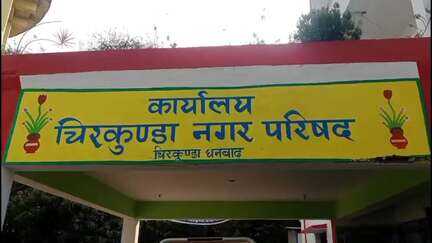 कार्यालय
चिरकुण्डा नगर परिषद
चिरकुण्डा धनबाद